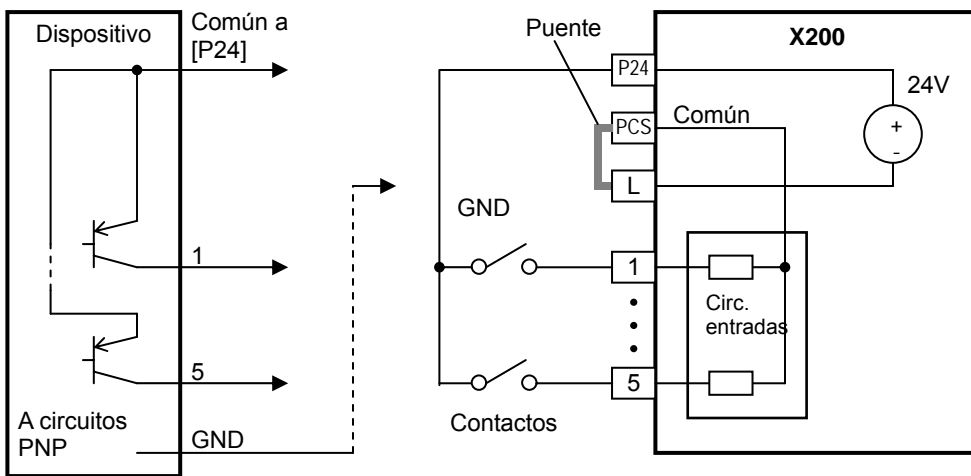 Dispositivo
Común a
[P24]
1
5
A circuitos
PNP
GND
Puente
X200
P24
24V
PCS
Común
+
-
L
GND
1
Circ.
entradas
5
Contactos